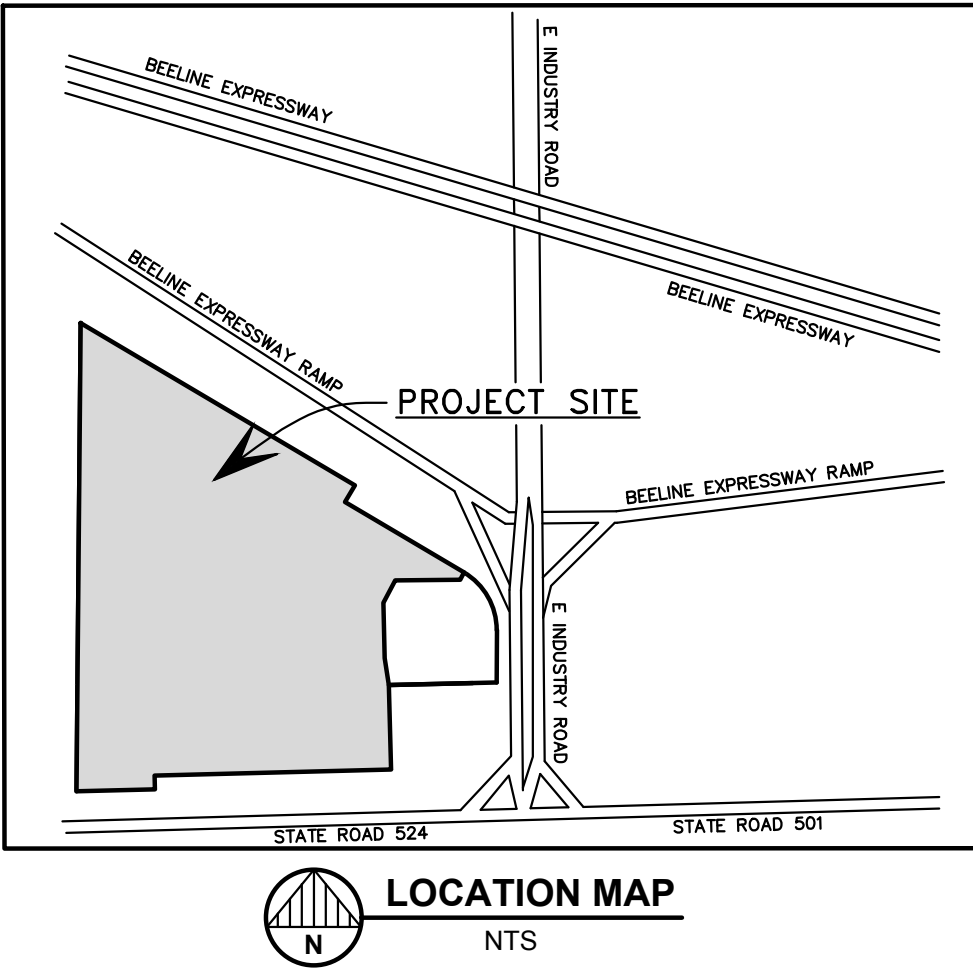 E INDUSTRY ROAD
BEELINE EXPRESSWAY
BEELINE EXPRESSWAY RAMP
BEELINE EXPRESSWAY
PROJECT SITE
BEELINE EXPRESSWAY RAMP
E INDUSTRY ROAD
STATE ROAD 524
STATE ROAD 501
LOCATION MAP
N
NTS